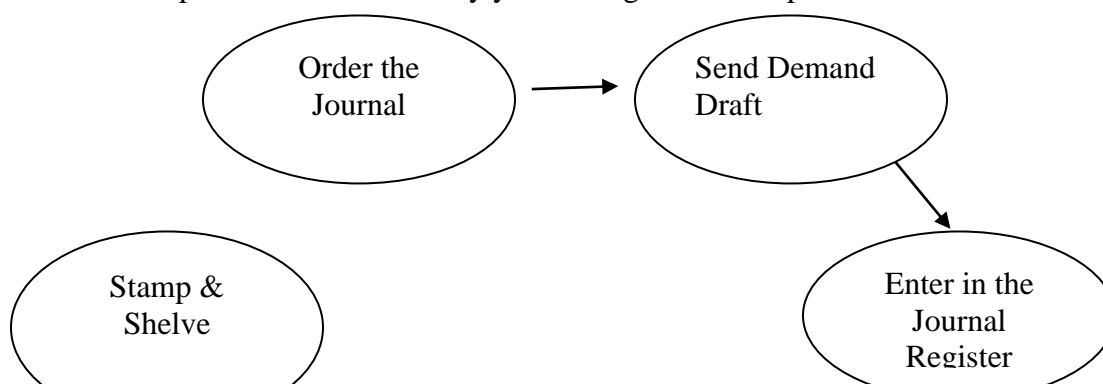 Order the
Journal
Send Demand
Draft
Stamp &
Shelve
Enter in the
Journal
Register